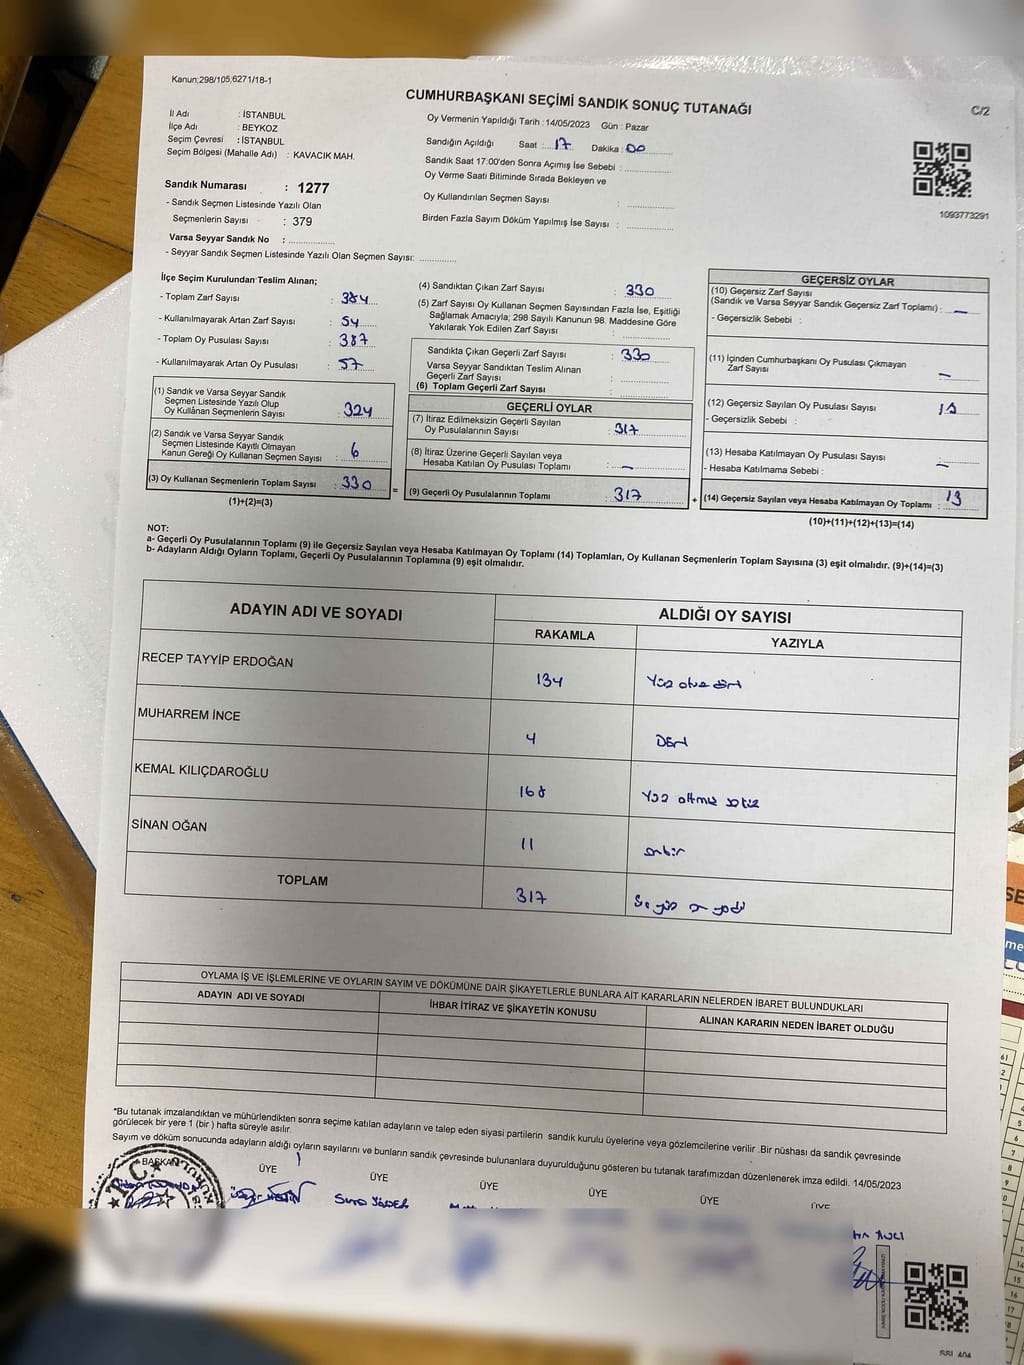 Kanun;298/105;6271/18-1
CUMHURBAŞKANI SEÇİMİ SANDIK SONUÇ TUTANAĞI
C/2
İl Adı : İSTANBUL
İlçe Adı : BEYKOZ
Seçim Çevresi : İSTANBUL
Seçim Bölgesi (Mahalle Adı) : KAVACIK MAH.
Oy Vermenin Yapıldığı Tarih : 14/05/2023 Gün : Pazar
Sandığın Açıldığı Saat : 17 Dakika : 00
Sandık Saat 17:00'den Sonra Açımış İse Sebebi :
Oy Verme Saati Bitiminde Sırada Bekleyen ve
Oy Kullandırılan Seçmen Sayısı :
Birden Fazla Sayım Döküm Yapılmış İse Sayısı :
1093773291
Sandık Numarası : 1277
- Sandık Seçmen Listesinde Yazılı Olan
Seçmenlerin Sayısı : 379
Varsa Seyyar Sandık No :
- Seyyar Sandık Seçmen Listesinde Yazılı Olan Seçmen Sayısı:
İlçe Seçim Kurulundan Teslim Alınan;
- Toplam Zarf Sayısı : 384
- Kullanılmayarak Artan Zarf Sayısı : 54
- Toplam Oy Pusulası Sayısı : 387
- Kullanılmayarak Artan Oy Pusulası : 57
(1) Sandık ve Varsa Seyyar Sandık
Seçmen Listesinde Yazılı Olup
Oy Kullanan Seçmenlerin Sayısı : 324
(2) Sandık ve Varsa Seyyar Sandık
Seçmen Listesinde Kayıtlı Olmayan
Kanun Gereği Oy Kullanan Seçmen Sayısı : 6
(3) Oy Kullanan Seçmenlerin Toplam Sayısı : 330
(1)+(2)=(3)
(4) Sandıktan Çıkan Zarf Sayısı : 330
(5) Zarf Sayısı Oy Kullanan Seçmen Sayısından Fazla İse, Eşitliği
Sağlamak Amacıyla; 298 Sayılı Kanunun 98. Maddesine Göre
Yakılarak Yok Edilen Zarf Sayısı :
Sandıkta Çıkan Geçerli Zarf Sayısı : 330
Varsa Seyyar Sandıktan Teslim Alınan
Geçerli Zarf Sayısı :
(6) Toplam Geçerli Zarf Sayısı :
GEÇERLİ OYLAR
(7) İtiraz Edilmeksizin Geçerli Sayılan
Oy Pusulalarının Sayısı : 317
(8) İtiraz Üzerine Geçerli Sayılan veya
Hesaba Katılan Oy Pusulası Toplamı : –
= (9) Geçerli Oy Pusulalarının Toplamı : 317 +
GEÇERSİZ OYLAR
(10) Geçersiz Zarf Sayısı
(Sandık ve Varsa Seyyar Sandık Geçersiz Zarf Toplamı) : –
- Geçersizlik Sebebi :
(11) İçinden Cumhurbaşkanı Oy Pusulası Çıkmayan
Zarf Sayısı : –
(12) Geçersiz Sayılan Oy Pusulası Sayısı : 13
- Geçersizlik Sebebi :
(13) Hesaba Katılmayan Oy Pusulası Sayısı : –
- Hesaba Katılmama Sebebi :
(14) Geçersiz Sayılan veya Hesaba Katılmayan Oy Toplamı : 13
(10)+(11)+(12)+(13)=(14)
NOT:
a- Geçerli Oy Pusulalarının Toplamı (9) ile Geçersiz Sayılan veya Hesaba Katılmayan Oy Toplamı (14) Toplamları, Oy Kullanan Seçmenlerin Toplam Sayısına (3) eşit olmalıdır. (9)+(14)=(3)
b- Adayların Aldığı Oyların Toplamı, Geçerli Oy Pusulalarının Toplamına (9) eşit olmalıdır.
ADAYIN ADI VE SOYADI ALDIĞI OY SAYISI
RAKAMLA YAZIYLA
RECEP TAYYİP ERDOĞAN 134 Yüz otuz dört
MUHARREM İNCE 4 Dört
KEMAL KILIÇDAROĞLU 168 Yüz altmış sekiz
SİNAN OĞAN 11 onbir
TOPLAM 317 Üç yüz on yedi
OYLAMA İŞ VE İŞLEMLERİNE VE OYLARIN SAYIM VE DÖKÜMÜNE DAİR ŞİKAYETLERLE BUNLARA AİT KARARLARIN NELERDEN İBARET BULUNDUKLARI
ADAYIN ADI VE SOYADI İHBAR İTİRAZ VE ŞİKAYETİN KONUSU ALINAN KARARIN NEDEN İBARET OLDUĞU
*Bu tutanak imzalandıktan ve mühürlendikten sonra seçime katılan adayların ve talep eden siyasi partilerin sandık kurulu üyelerine veya gözlemcilerine verilir .Bir nüshası da sandık çevresinde
görülecek bir yere 1 (bir ) hafta süreyle asılır.
Sayım ve döküm sonucunda adayların aldığı oyların sayılarını ve bunların sandık çevresinde bulunanlara duyurulduğunu gösteren bu tutanak tarafımızdan düzenlenerek imza edildi. 14/05/2023
BAŞKAN ÜYE ÜYE ÜYE ÜYE ÜYE ÜYE
T.C.